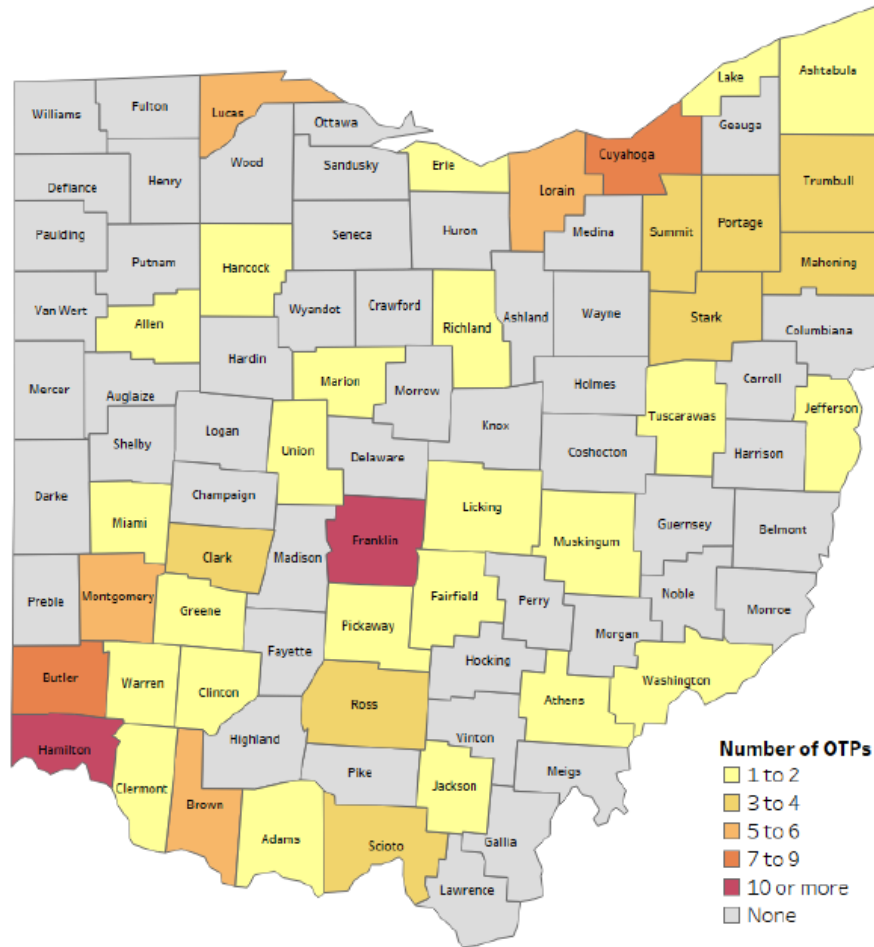 Lake
Ashtabula
Williams
Fulton
Lucas
Ottawa
Geauga
Cuyahoga
Wood
Sandusky
Erie
Lorain
Trumbull
Defiance
Henry
Paulding
Seneca
Huron
Medina
Summit
Portage
Putnam
Hancock
Mahoning
Van Wert
Allen
Wyandot
Crawford
Richland
Ashland
Wayne
Stark
Columbiana
Hardin
Mercer
Auglaize
Marion
Morrow
Holmes
Carroll
Tuscarawas
Jefferson
Shelby
Logan
Union
Delaware
Knox
Coshocton
Harrison
Darke
Champaign
Licking
Guernsey
Belmont
Miami
Clark
Madison
Franklin
Muskingum
Preble
Montgomery
Greene
Pickaway
Fairfield
Perry
Noble
Monroe
Fayette
Hocking
Morgan
Butler
Warren
Clinton
Ross
Athens
Washington
Hamilton
Highland
Vinton
Clermont
Brown
Pike
Jackson
Meigs
Adams
Scioto
Gallia
Lawrence
Number of OTPs
1 to 2
3 to 4
5 to 6
7 to 9
10 or more
None